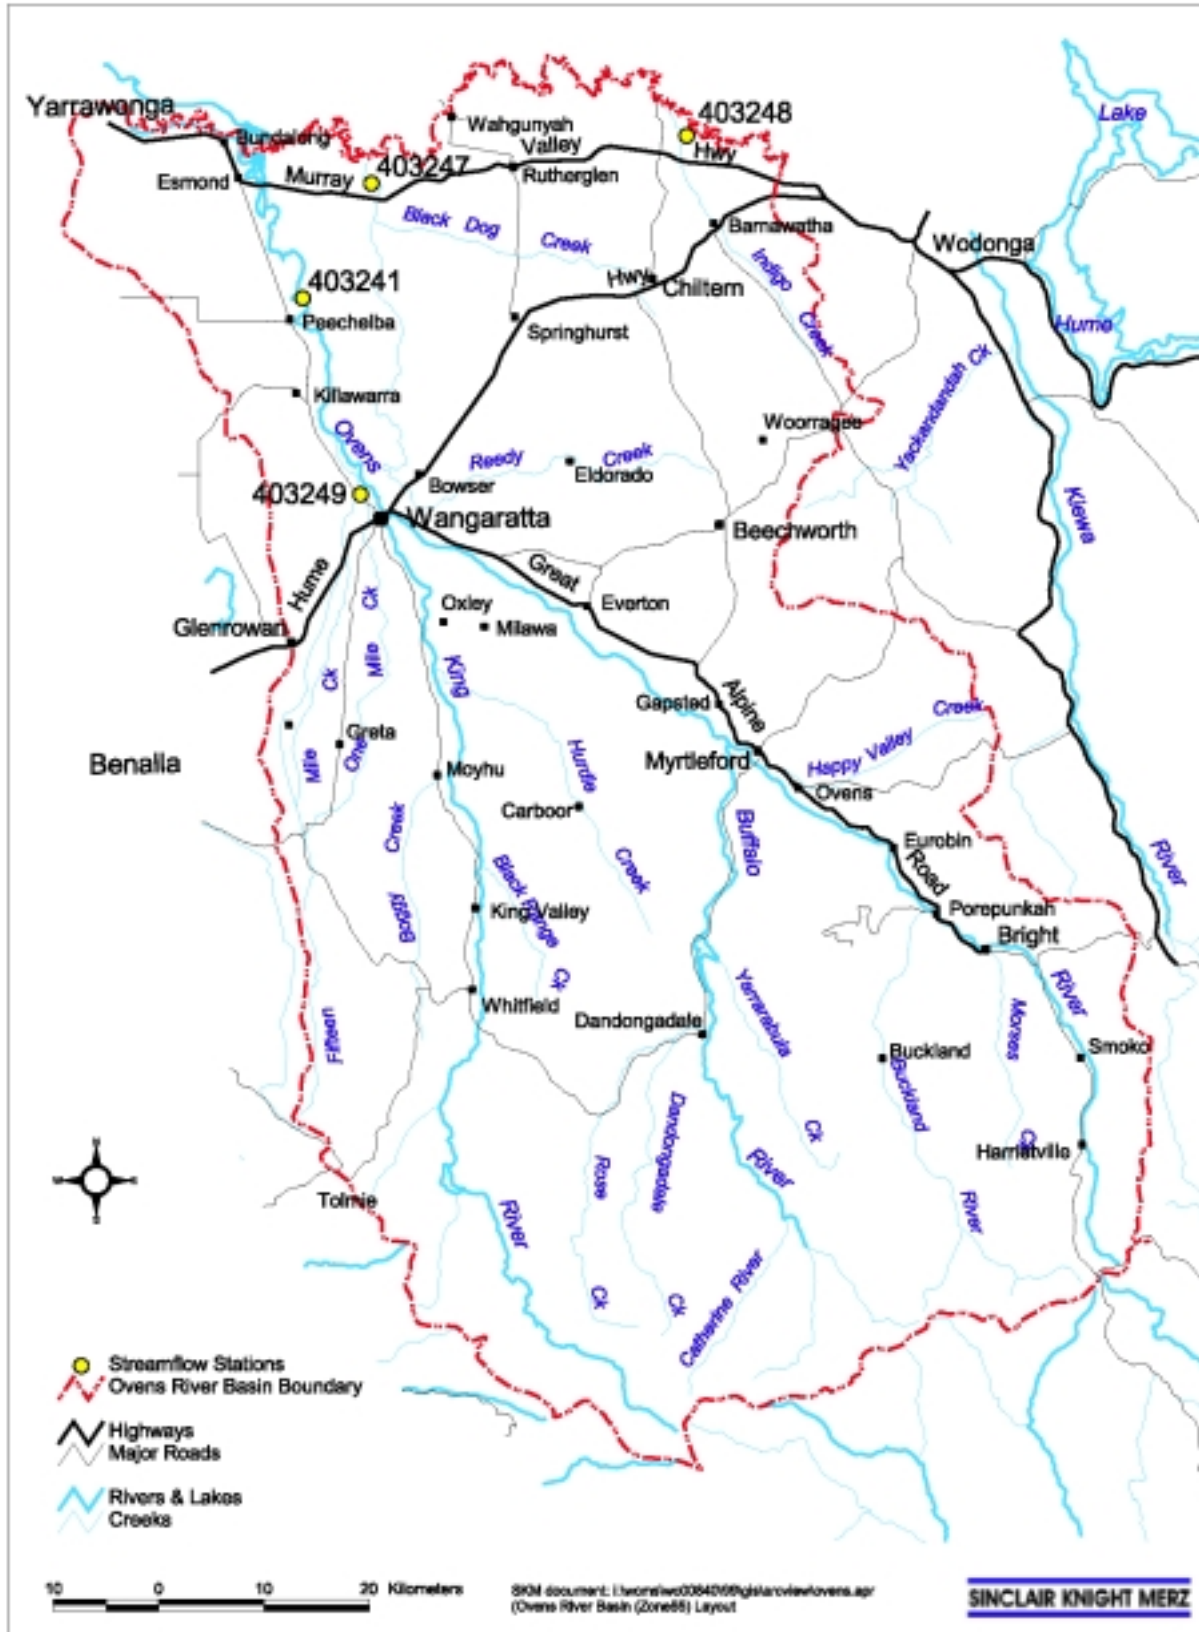 Yarrawonga
Bundalong
Wahgunyah
403248
Lake
Valley
Hwy
403247
Esmond
Murray
Rutherglen
Black Dog Creek
Barnawatha
Wodonga
Indigo
403241
Hwy
Chiltern
Peechelba
Springhurst
Creek
Hume
Killawarra
Yackandandah Ck
Ovens
Woorragee
Reedy Creek
Eldorado
Bowser
403249
Wangaratta
Beechworth
Kiewa
Hume
Great
Ck
Oxley
Everton
Glenrowan
Milawa
Mile
King
Ck
Gapsted
Alpine
Creek
Greta
One
Mile
Hurdle
Happy Valley
Benalla
Moyhu
Myrtleford
Carboor
Ovens
Creek
Buffalo
Eurobin
Road
River
Creek
Black Range
Boggy
King Valley
Porepunkah
Bright
Ck
River
Whitfield
Yarrarabula
Fifteen
Dandongadale
Morses
Smoko
Buckland
Buckland
Dandongadale
Ck
Ck
Harrietville
Rose
River
Tolmie
River
River
Ck
Ck
Catherine River
Streamflow Stations
Ovens River Basin Boundary
Highways
Major Roads
Rivers & Lakes
Creeks
10 0 10 20 Kilometers
(Ovens River Basin (Zone55) Layout
SINCLAIR KNIGHT MERZ
N